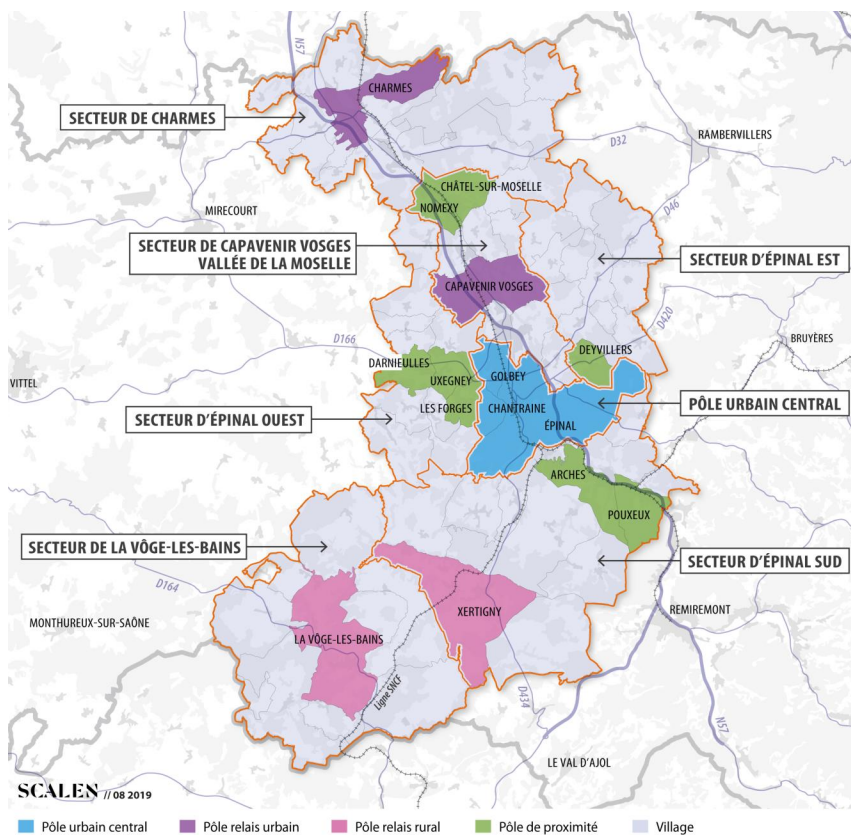 N57
CHARMES
SECTEUR DE CHARMES
D32
RAMBERVILLERS
CHÂTEL-SUR-MOSELLE
NOMEXY
MIRECOURT
D46
SECTEUR DE CAPAVENIR VOSGES
VALLÉE DE LA MOSELLE
SECTEUR D'ÉPINAL EST
CAPAVENIR VOSGES
D420
BRUYÈRES
D166
DEYVILLERS
DARNIEULLES
GOLBEY
UXEGNEY
VITTEL
LES FORGES
CHANTRAINE
PÔLE URBAIN CENTRAL
SECTEUR D'ÉPINAL OUEST
ÉPINAL
ARCHES
POUXEUX
SECTEUR DE LA VÔGE-LES-BAINS
SECTEUR D'ÉPINAL SUD
D164
XERTIGNY
REMIREMONT
MONTHUREUX-SUR-SAÔNE
LA VÔGE-LES-BAINS
Ligne SNCF
D434
N57
LE VAL D'AJOL
SCALEN // 08 2019
Pôle urbain central
Pôle relais urbain
Pôle relais rural
Pôle de proximité
Village